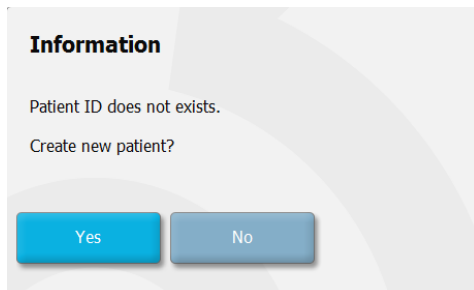 Information
Patient ID does not exists.
Create new patient?
Yes No